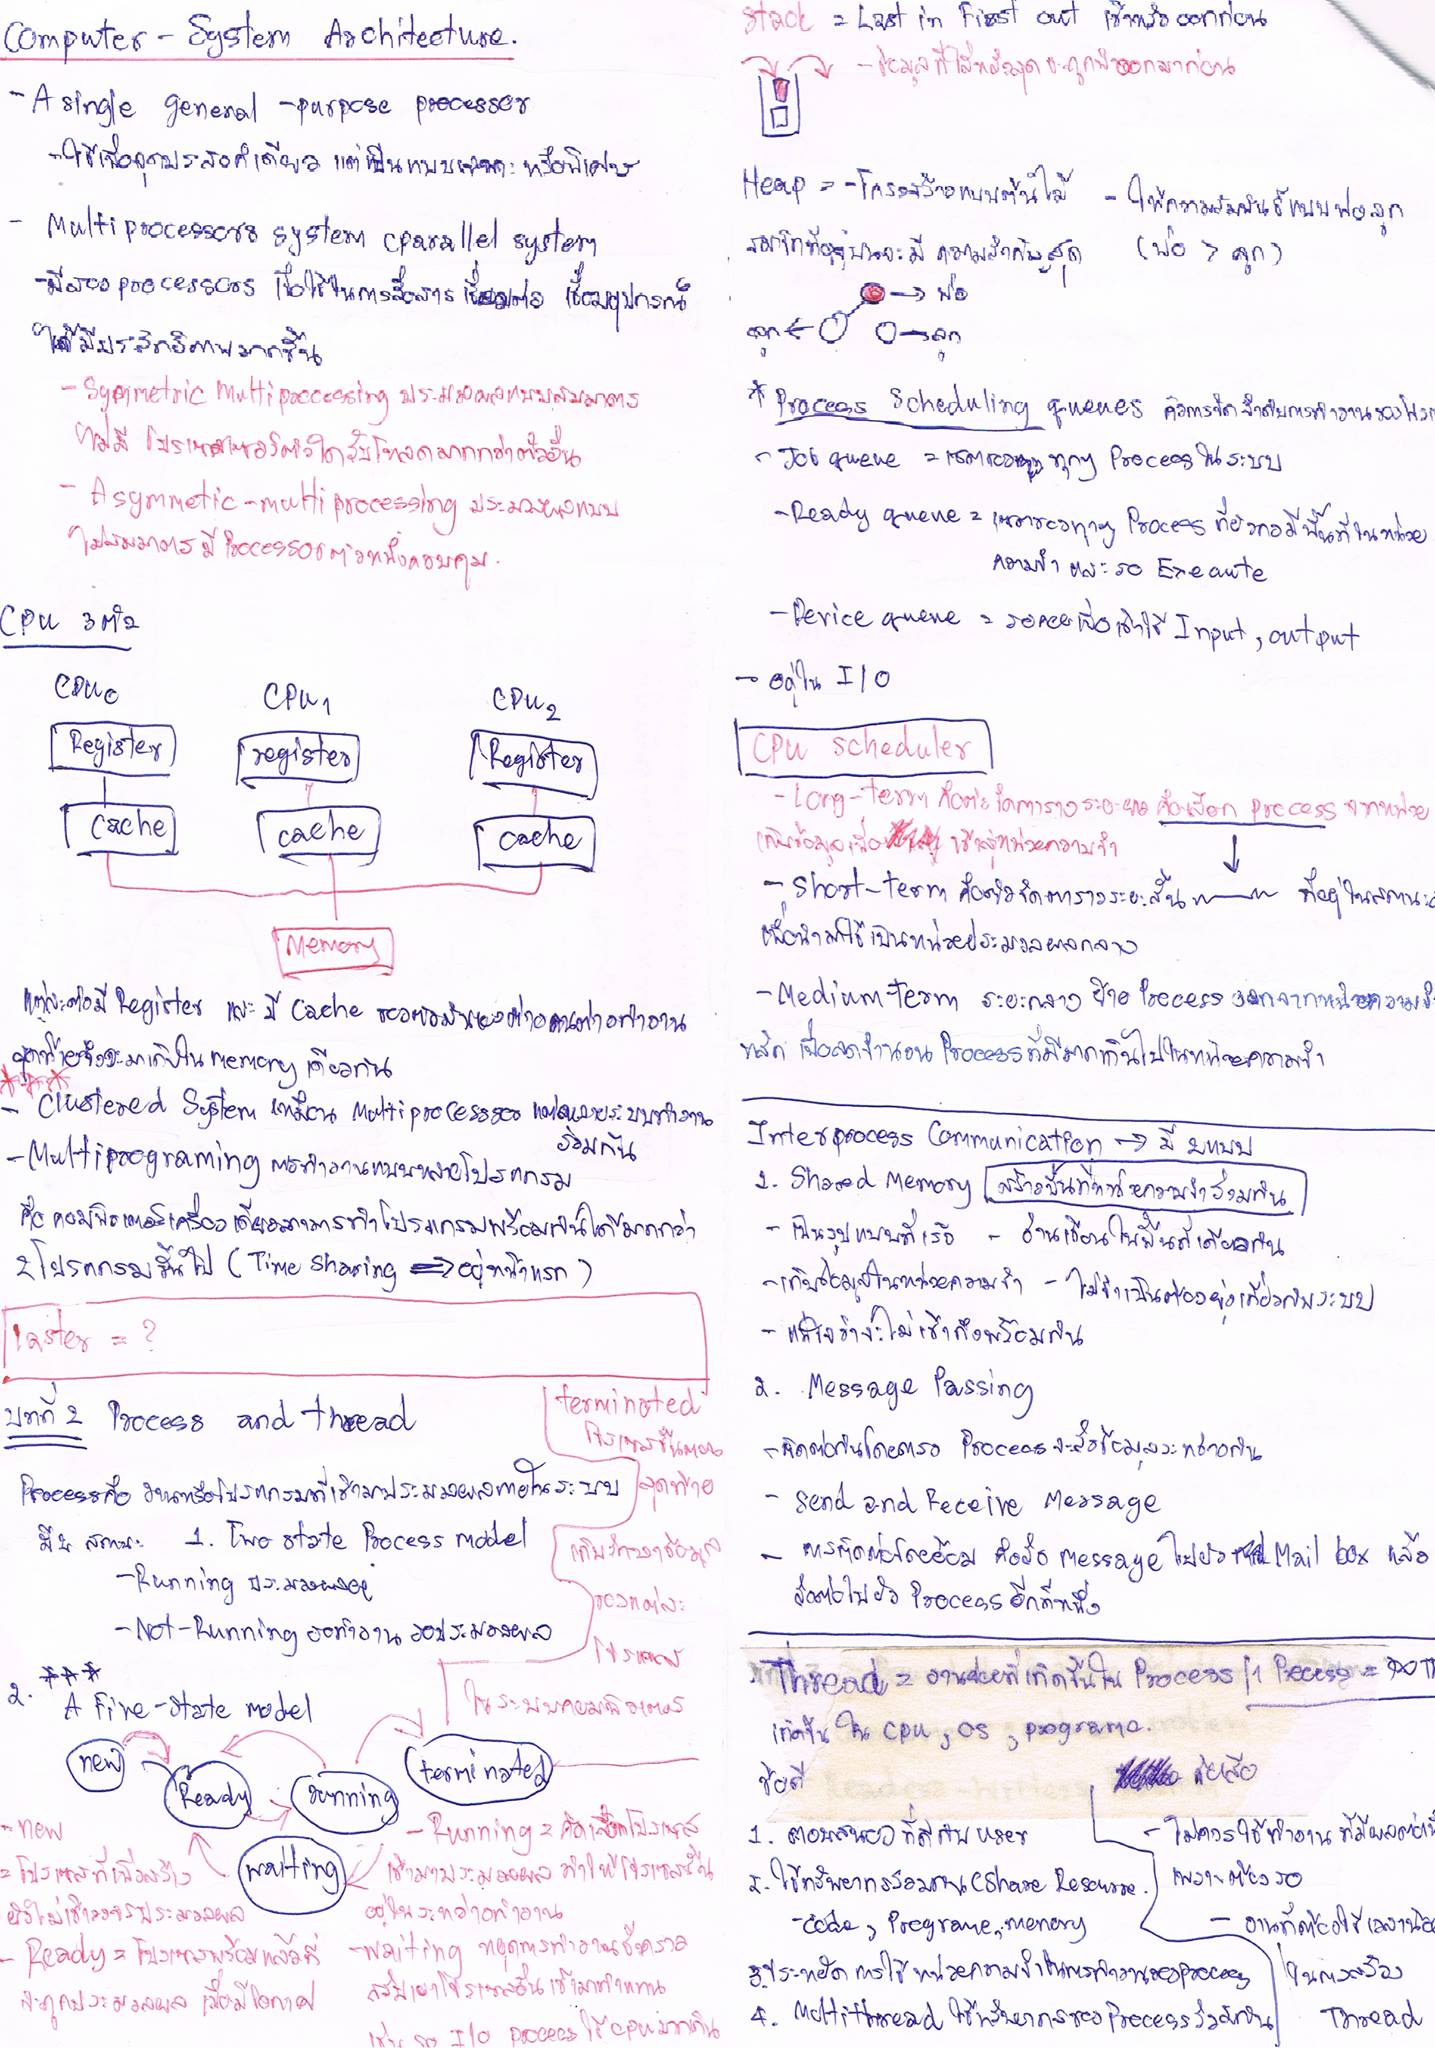 Computer - System Architecture.
- A single general - purpose processor
- ใช้เพื่อจุดประสงค์เดียว แต่เป็นแบบเฉพาะ หรือพิเศษ
- Multiprocessors system cparallel system
- มีสอง processors เพื่อใช้ในการสื่อสาร เชื่อมต่อ เชื่อมอุปกรณ์
ให้มีประสิทธิภาพมากขึ้น
- Symmetric Multiprocessing ประมวลผลแบบสมมาตร
ไม่มี โปรเซสเซอร์ตัวใดรับโหลดมากกว่าตัวอื่น
- Asymmetic - multiprocessing ประมวลผลแบบ
ไม่สมมาตร มี Processor ตัวหนึ่งควบคุม.
CPU 3 ตัว
CPU0 CPU1 CPU2
Register register Register
Cache cache cache
Memory
แต่ละตัวมี Register และ มี Cache ของตัวมันเองต่างคนต่างทำงาน
สุดท้ายจึงจะมาเก็บใน memory เดียวกัน
- Clustered System เหมือน Multiprocessor แต่หลายระบบทำงาน
ร่วมกัน
- Multiprograming การทำงานแบบหลายโปรแกรม
คือ คอมพิวเตอร์เครื่องเดียวสามารถทำโปรแกรมพร้อมกันได้มากกว่า
2 โปรแกรมขึ้นไป (Time sharing => อยู่หน้าแรก)
laster = ?
บทที่ 2 Process and thread
Process คือ งานหรือโปรแกรมที่เข้ามาประมวลผลภายในระบบ
มี 2 สถานะ 1. Two state Process model
- Running ประมวลผลอยู่
- Not-Running รอทำงาน รอประมวลผล
2. *** A Five-state model
terminated
โปรเซสขั้นตอน
สุดท้าย
เก็บรักษาข้อมูล
ของแต่ละ
โปรเซส
ในระบบคอมพิวเตอร์
new Ready running terminated
waiting
- new
= โปรเซสที่เพิ่งสร้าง
ยังไม่เข้าวงจรประมวลผล
- Ready = โปรเซสพร้อมแล้วที่
จะถูกประมวลผล เมื่อมีโอกาส
- Running = คัดเลือกโปรเซส
เข้ามาประมวลผล ทำให้โปรเซสนั้น
อยู่ในระหว่างทำงาน
- waiting หยุดการทำงานชั่วคราว
สลับเอาโปรเซสอื่นเข้ามาทำแทน
เช่น รอ I/O process ใช้ CPU มากเกิน
Stack = Last in First out เข้าหลังออกก่อน
- ข้อมูลที่ใส่หลังสุดจะถูกนำออกมาก่อน
Heap = - โครงสร้างแบบต้นไม้ - ให้ความสัมพันธ์แบบพ่อลูก
สมาชิกที่อยู่บนจะมี ความสำคัญสุด (พ่อ > ลูก)
พ่อ
ลูก ลูก
* Process Scheduling queues คือการจัดลำดับการทำงานของ
- Job queue = เซตของทุกๆ Process ในระบบ
- Ready queue = เซตของทุกๆ Process ที่ยังคงมีพื้นที่ในหน่วย
ความจำ และ รอ Execute
- Device queue = รอคอยเพื่อเข้าใช้ Input, output
→ อยู่ใน I/O
CPU scheduler
- Long-term คือตัวจัดตารางระยะยาว คือเลือก process จากหน่วย
เก็บข้อมูลเพื่อ เข้าสู่หน่วยความจำ
- Short-term คือตัวจัดตารางระยะสั้น ที่อยู่ในสถานะ
เพื่อนำมาใช้เป็นหน่วยประมวลผลกลาง
- Medium-term ระยะกลาง ย้าย Process ออกจากหน่วยความจำ
หลัก เพื่อลดจำนวน Process ที่มีมากเกินไปในหน่วยความจำ
Interprocess Communication → มี 2 แบบ
1. Shared Memory สร้างพื้นที่หน่วยความจำร่วมกัน
- เป็นรูปแบบที่เร็ว - อ่านเขียนในพื้นที่เดียวกัน
- เก็บข้อมูลในหน่วยความจำ - ไม่จำเป็นต้องยุ่งเกี่ยวกับระบบ
- แน่ใจว่าจะไม่เข้าถึงพร้อมกัน
2. Message Passing
- ติดต่อกันโดยตรง Process จะส่งข้อมูลระหว่างกัน
- Send and Receive Message
- การติดต่อโดยอ้อม คือส่ง message ไปยัง Mail box แล้ว
ส่งต่อไปยัง Process อีกทีหนึ่ง
Thread = งานย่อยที่เกิดขึ้นใน Process / 1 Process =
เกิดขึ้น ใน CPU, OS, programe.
ข้อดี ข้อเสีย
1. ตอบสนองที่ดีกับ user
2. ใช้ทรัพยากรร่วมกัน (Share Resource.
- code, Programe, memory
3. ประหยัด การใช้ หน่วยความจำในการทำงานของ process
4. Multithread ใช้ทรัพยากรของ Process ร่วมกัน
- ไม่ควรใช้ทำงาน ที่มีผลต่อ
เพราะต้องรอ
- งานที่ต้องใช้เวลา
ในการสร้าง
Thread